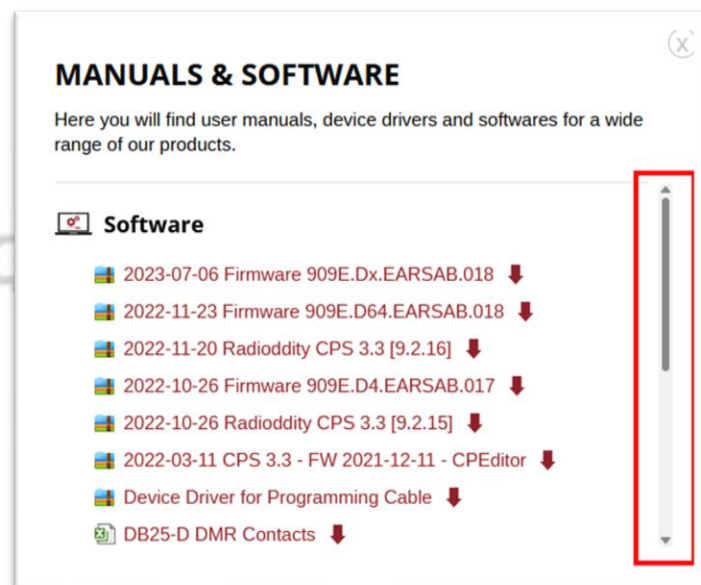 MANUALS & SOFTWARE
Here you will find user manuals, device drivers and softwares for a wide
range of our products.
Software
2023-07-06 Firmware 909E.Dx.EARSAB.018
2022-11-23 Firmware 909E.D64.EARSAB.018
2022-11-20 Radioddity CPS 3.3 [9.2.16]
2022-10-26 Firmware 909E.D4.EARSAB.017
2022-10-26 Radioddity CPS 3.3 [9.2.15]
2022-03-11 CPS 3.3 - FW 2021-12-11 - CPEditor
Device Driver for Programming Cable
DB25-D DMR Contacts